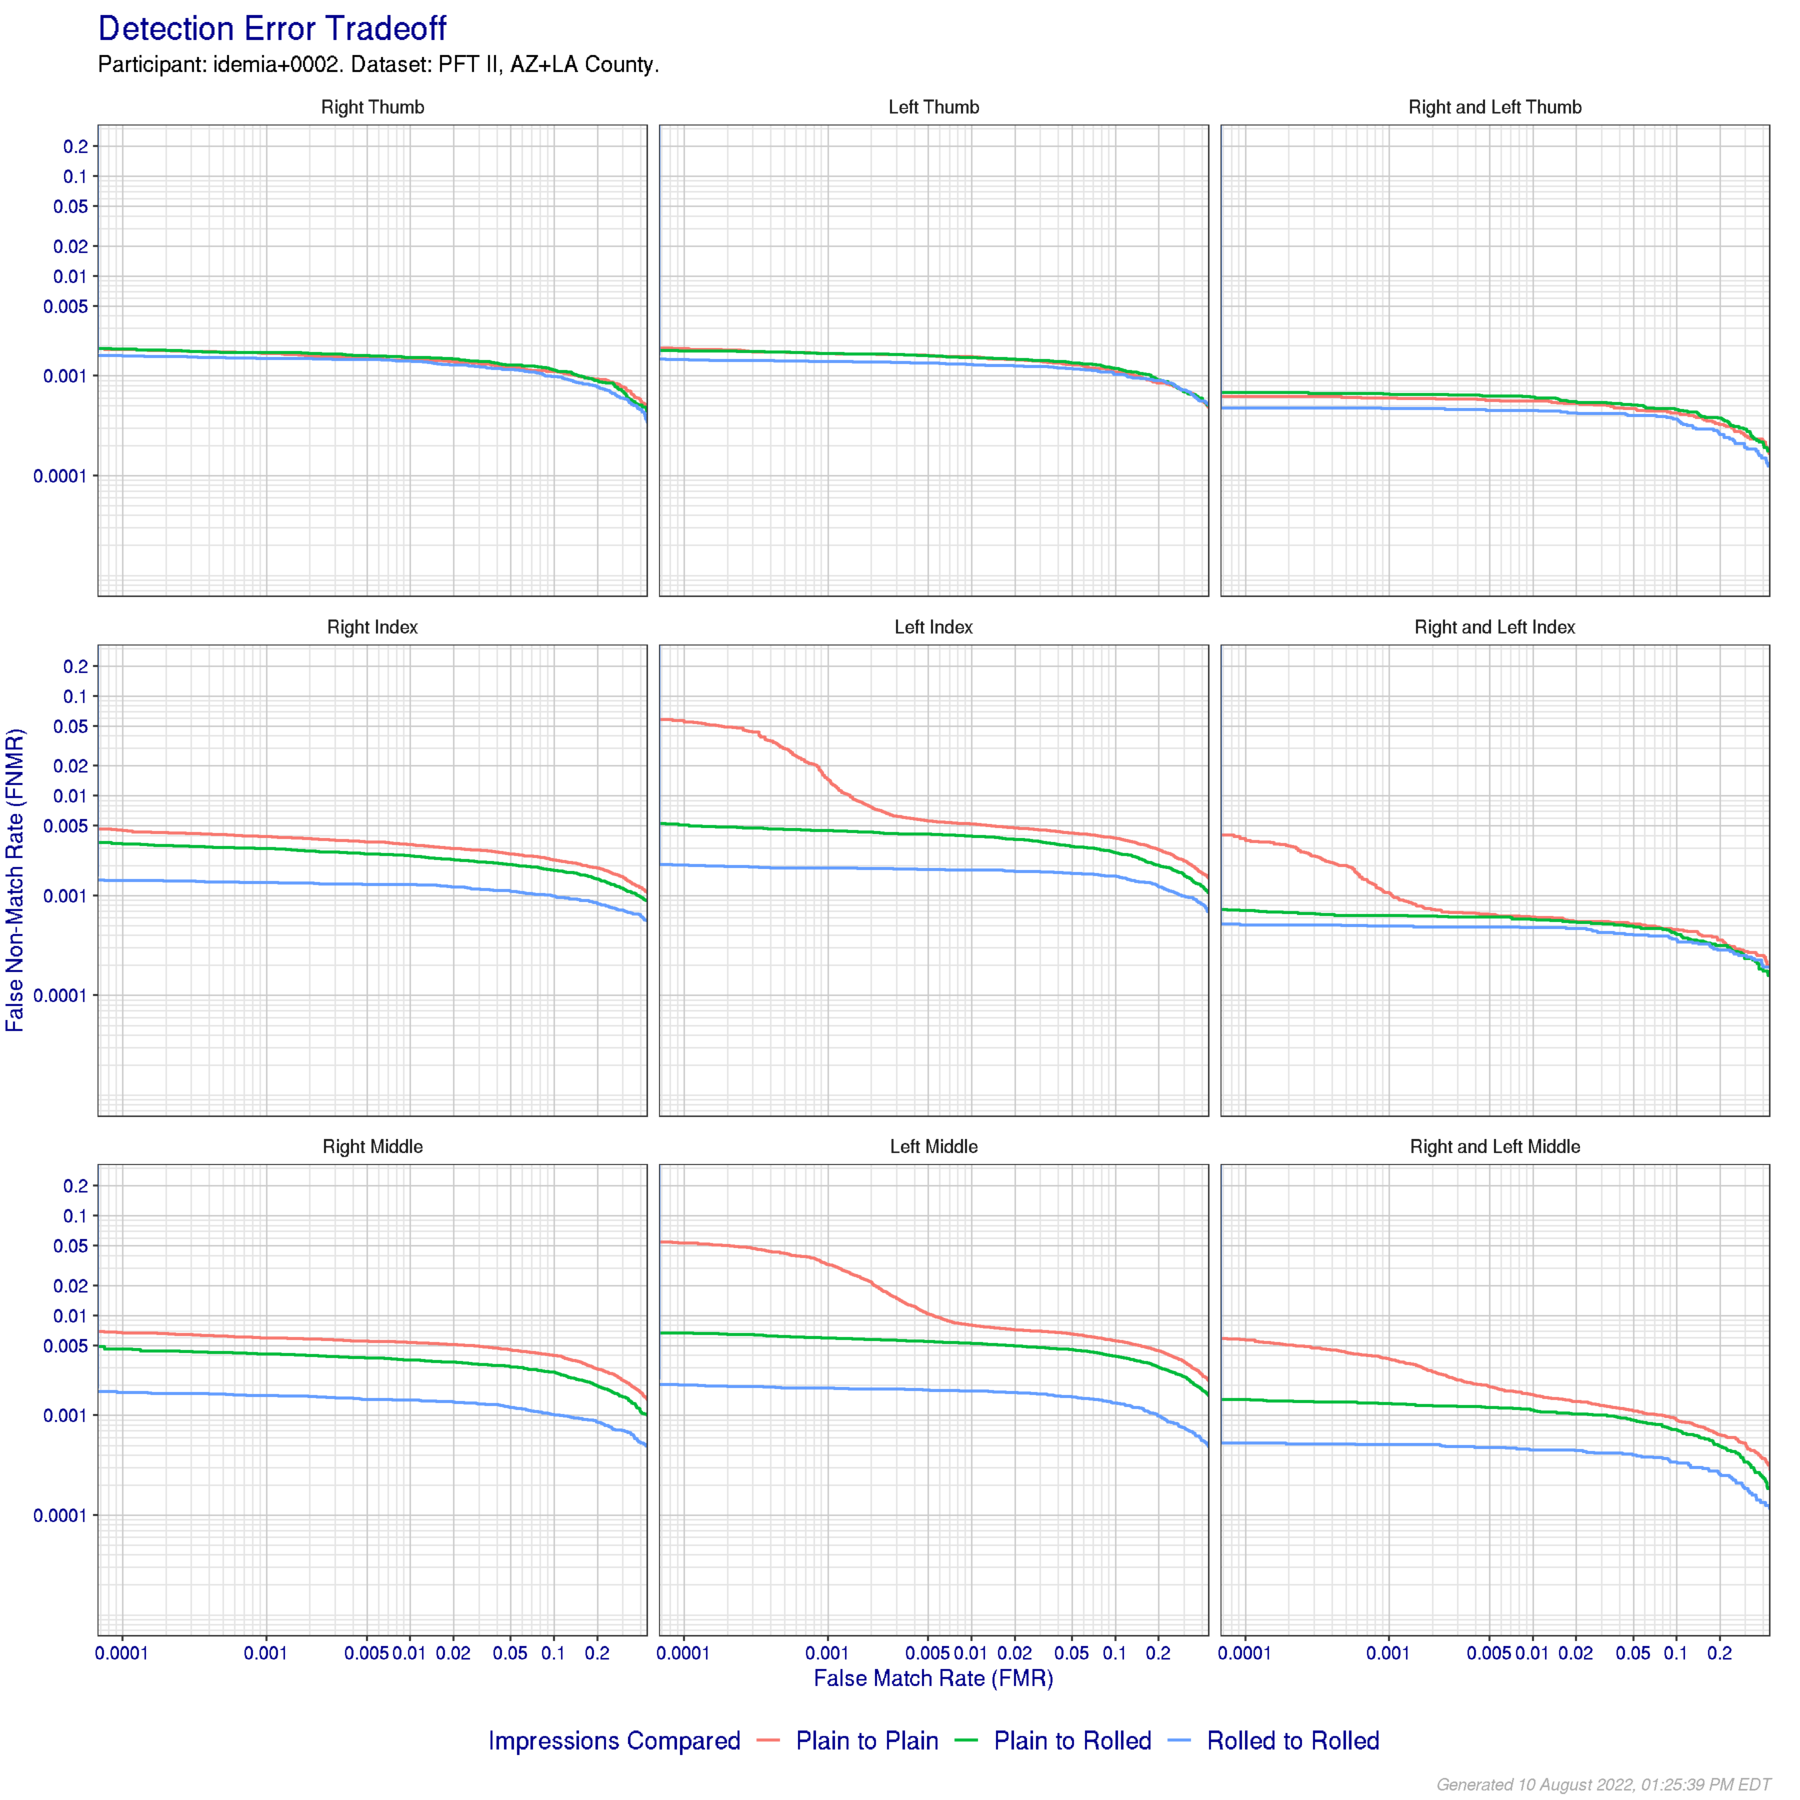 Detection Error Tradeoff
Participant: idemia+0002. Dataset: PFT II, AZ+LA County.
Right Thumb
Left Thumb
Right and Left Thumb
0.2
0.1
0.05
0.02
0.01
0.005
0.001
0.0001
Right Index
Left Index
Right and Left Index
0.2
0.1
0.05
0.02
0.01
0.005
0.001
0.0001
False Non-Match Rate (FNMR)
Right Middle
Left Middle
Right and Left Middle
0.2
0.1
0.05
0.02
0.01
0.005
0.001
0.0001
0.0001 0.001 0.005 0.01 0.02 0.05 0.1 0.2
0.0001 0.001 0.005 0.01 0.02 0.05 0.1 0.2
0.0001 0.001 0.005 0.01 0.02 0.05 0.1 0.2
False Match Rate (FMR)
Impressions Compared Plain to Plain Plain to Rolled Rolled to Rolled
Generated 10 August 2022, 01:25:39 PM EDT